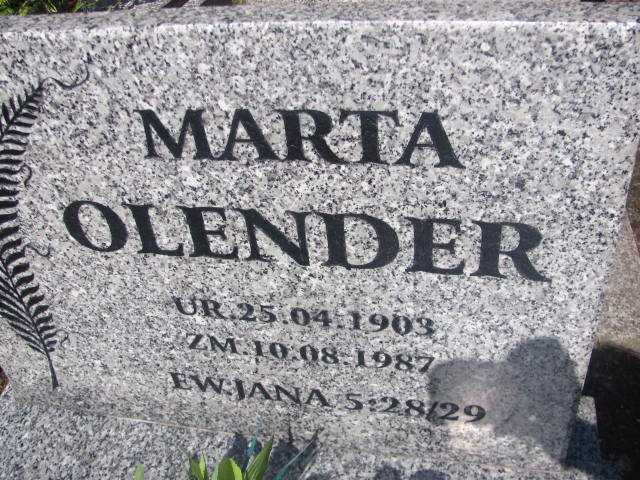 MARTA
OLENDER
UR.25.04.1903
ZM.10.08.1987
EW.JANA 5:28/29